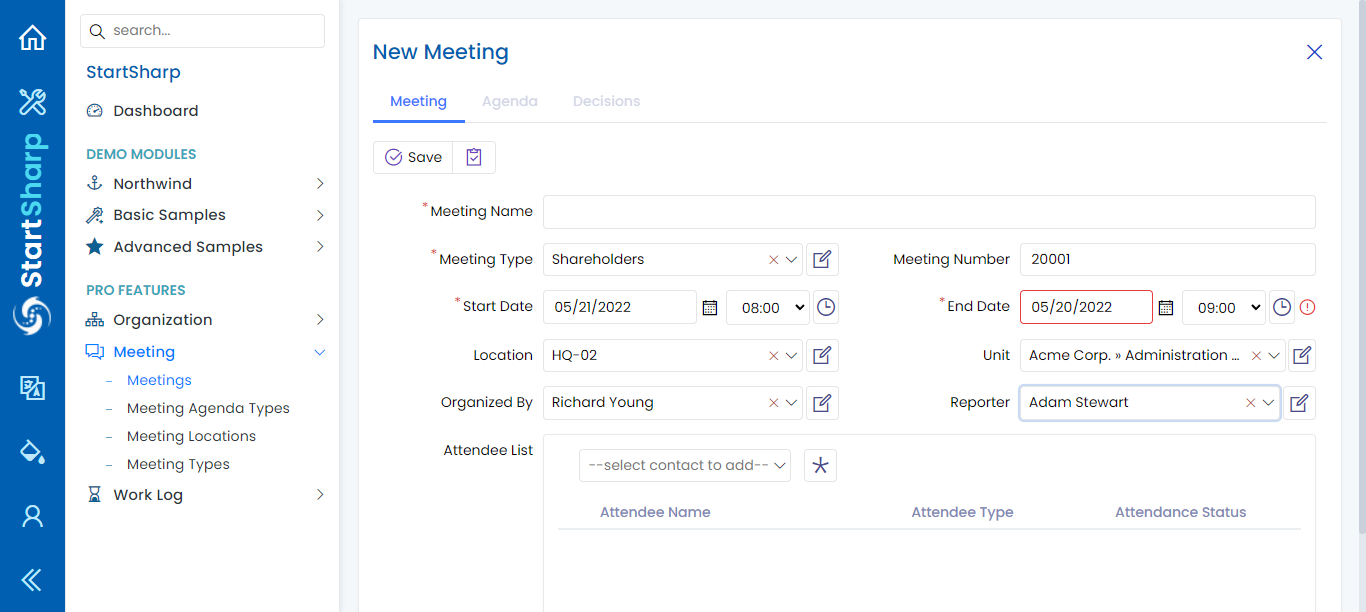 StartSharp
search...
StartSharp
Dashboard
DEMO MODULES
Northwind
Basic Samples
Advanced Samples
PRO FEATURES
Organization
Meeting
Meetings
Meeting Agenda Types
Meeting Locations
Meeting Types
Work Log
New Meeting
Meeting Agenda Decisions
Save
*Meeting Name
*Meeting Type Shareholders Meeting Number 20001
*Start Date 05/21/2022 08:00 *End Date 05/20/2022 09:00
Location HQ-02 Unit Acme Corp. » Administration ...
Organized By Richard Young Reporter Adam Stewart
Attendee List
--select contact to add--
Attendee Name Attendee Type Attendance Status